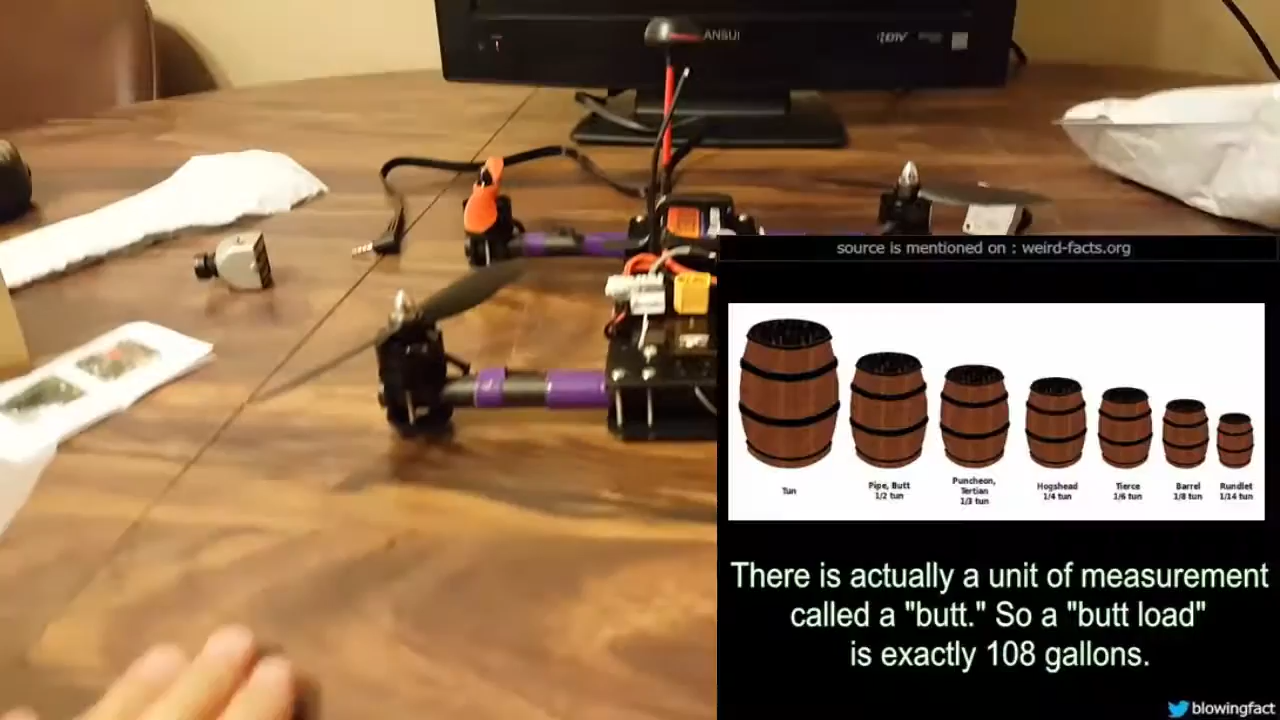 ANSUI
source is mentioned on : weird-facts.org
Tun
Pipe, Butt
1/2 tun
Puncheon,
Tertian
1/3 tun
Hogshead
1/4 tun
Tierce
1/6 tun
Barrel
1/8 tun
Rundlet
1/14 tun
There is actually a unit of measurement
called a "butt." So a "butt load"
is exactly 108 gallons.
blowingfact